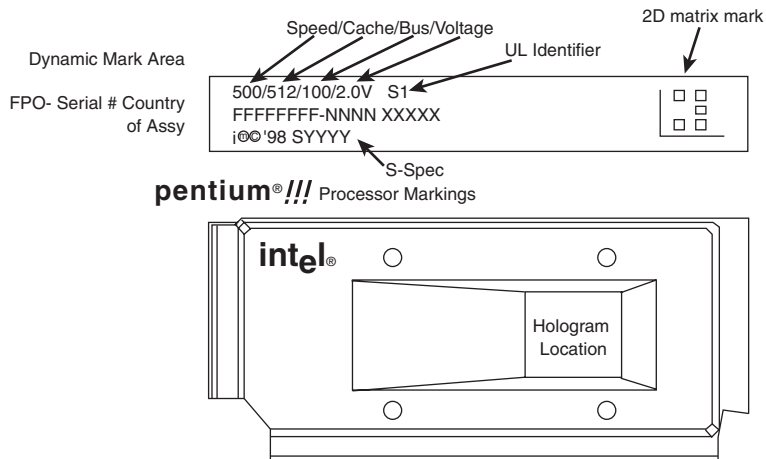 2D matrix mark
Speed/Cache/Bus/Voltage
UL Identifier
Dynamic Mark Area
500/512/100/2.0V S1
FPO- Serial # Country
of Assy
FFFFFFFF-NNNN XXXXX
i ⓜ© '98 SYYYY
S-Spec
pentium® !!! Processor Markings
intel®
Hologram
Location